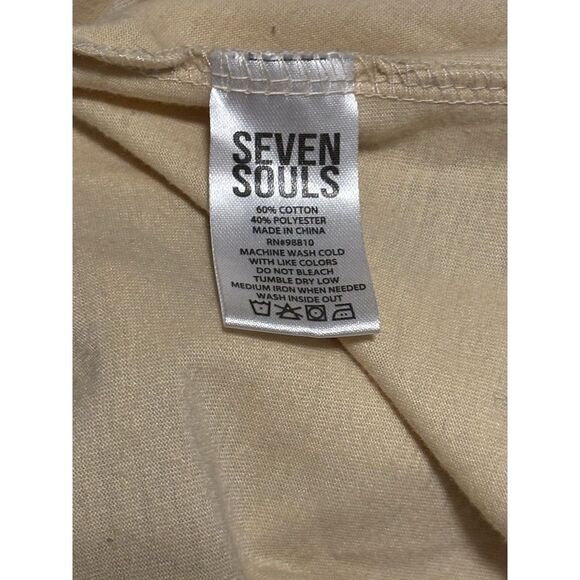 SEVEN
SOULS
60% COTTON
40% POLYESTER
MADE IN CHINA
RN#98810
MACHINE WASH COLD
WITH LIKE COLORS
DO NOT BLEACH
TUMBLE DRY LOW
MEDIUM IRON WHEN NEEDED
WASH INSIDE OUT